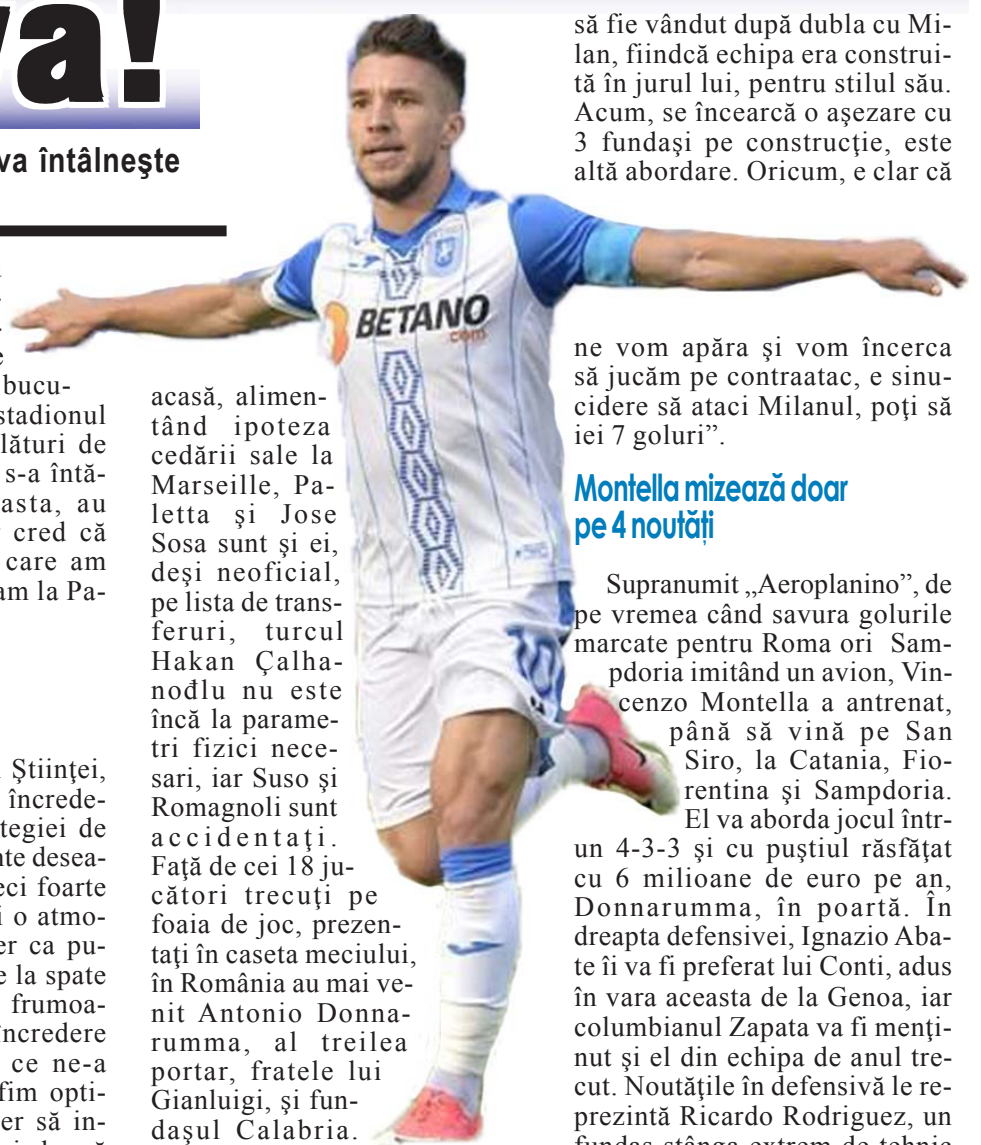 va!
va întâlneşte
bucu-
stadionul
lături de
s-a întă-
asta, au
cred că
care am
am la Pa-
Ştiinţei,
încrede-
tegiei de
nte desea-
eci foarte
i o atmo-
er ca pu-
e la spate
frumoa-
încredere
ce ne-a
fim opti-
er să in-
acasă, alimen-
tând ipoteza
cedării sale la
Marseille, Pa-
letta şi Jose
Sosa sunt şi ei,
deşi neoficial,
pe lista de trans-
feruri, turcul
Hakan Çalha-
nođlu nu este
încă la parame-
tri fizici nece-
sari, iar Suso şi
Romagnoli sunt
accidentaţi.
Faţă de cei 18 ju-
cători trecuţi pe
foaia de joc, prezen-
taţi în caseta meciului,
în România au mai ve-
nit Antonio Donna-
rumma, al treilea
portar, fratele lui
Gianluigi, şi fun-
daşul Calabria.
BETANO
.com
10
să fie vândut după dubla cu Mi-
lan, fiindcă echipa era construi-
tă în jurul lui, pentru stilul său.
Acum, se încearcă o aşezare cu
3 fundaşi pe construcţie, este
altă abordare. Oricum, e clar că
ne vom apăra şi vom încerca
să jucăm pe contraatac, e sinu-
cidere să ataci Milanul, poţi să
iei 7 goluri”.
Montella mizează doar
pe 4 noutăţi
Supranumit „Aeroplanino”, de
pe vremea când savura golurile
marcate pentru Roma ori Sam-
pdoria imitând un avion, Vin-
cenzo Montella a antrenat,
până să vină pe San
Siro, la Catania, Fio-
rentina şi Sampdoria.
El va aborda jocul într-
un 4-3-3 şi cu puştiul răsfăţat
cu 6 milioane de euro pe an,
Donnarumma, în poartă. În
dreapta defensivei, Ignazio Aba-
te îi va fi preferat lui Conti, adus
în vara aceasta de la Genoa, iar
columbianul Zapata va fi menţi-
nut şi el din echipa de anul tre-
cut. Noutăţile în defensivă le re-
prezintă Ricardo Rodriguez, un
fundaş stânga extrem de tehnic